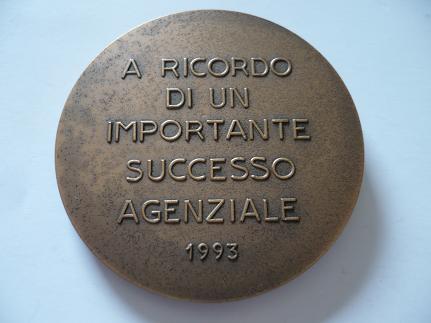 A RICORDO
DI UN
IMPORTANTE
SUCCESSO
AGENZIALE
1993